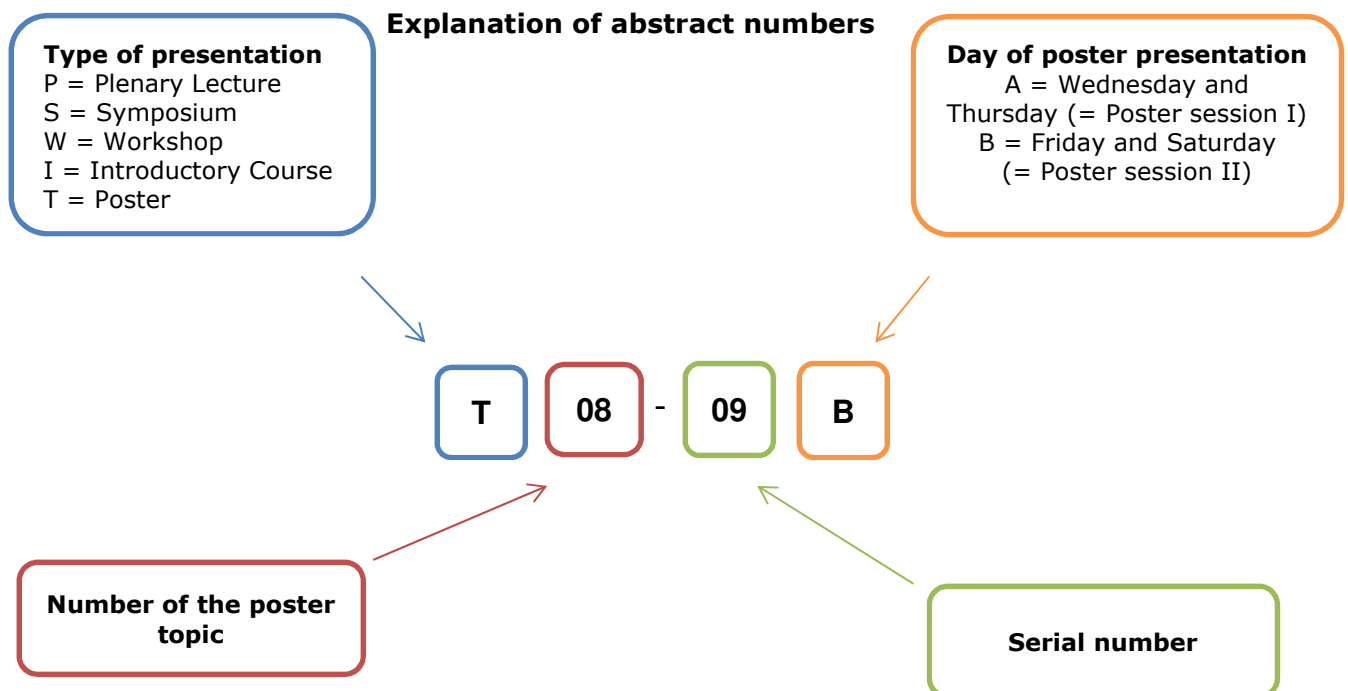 Explanation of abstract numbers
Type of presentation
P = Plenary Lecture
S = Symposium
W = Workshop
I = Introductory Course
T = Poster
Day of poster presentation
A = Wednesday and
Thursday (= Poster session I)
B = Friday and Saturday
(= Poster session II)
T 08 - 09 B
Number of the poster
topic
Serial number